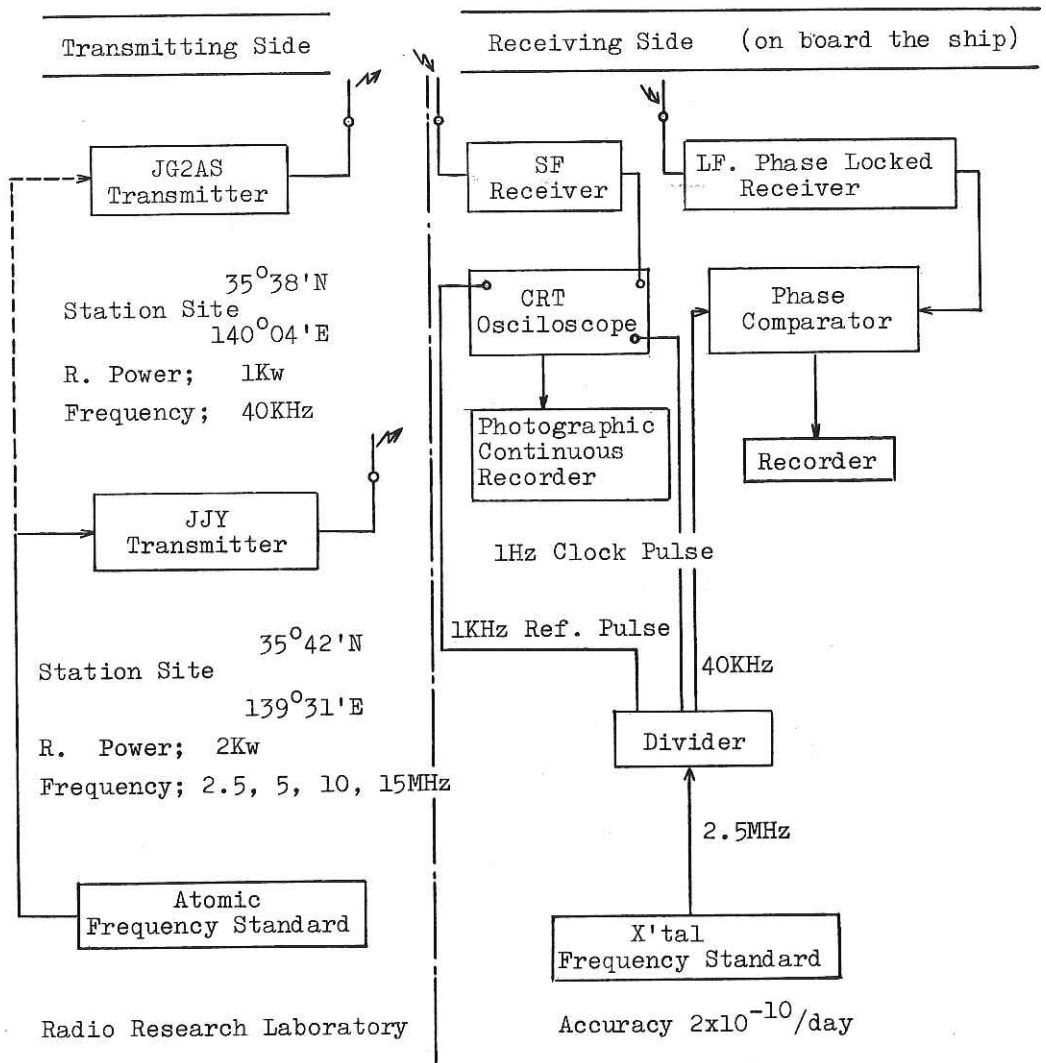 Transmitting Side
Receiving Side (on board the ship)
JG2AS
Transmitter
SF
Receiver
LF. Phase Locked
Receiver
35°38'N
Station Site
140°04'E
R. Power; 1Kw
Frequency; 40KHz
CRT
Osciloscope
Phase
Comparator
Photographic
Continuous
Recorder
Recorder
JJY
Transmitter
1Hz Clock Pulse
1KHz Ref. Pulse
40KHz
35°42'N
Station Site
139°31'E
R. Power; 2Kw
Frequency; 2.5, 5, 10, 15MHz
Divider
2.5MHz
Atomic
Frequency Standard
X'tal
Frequency Standard
Radio Research Laboratory
Accuracy 2x10⁻¹⁰/day